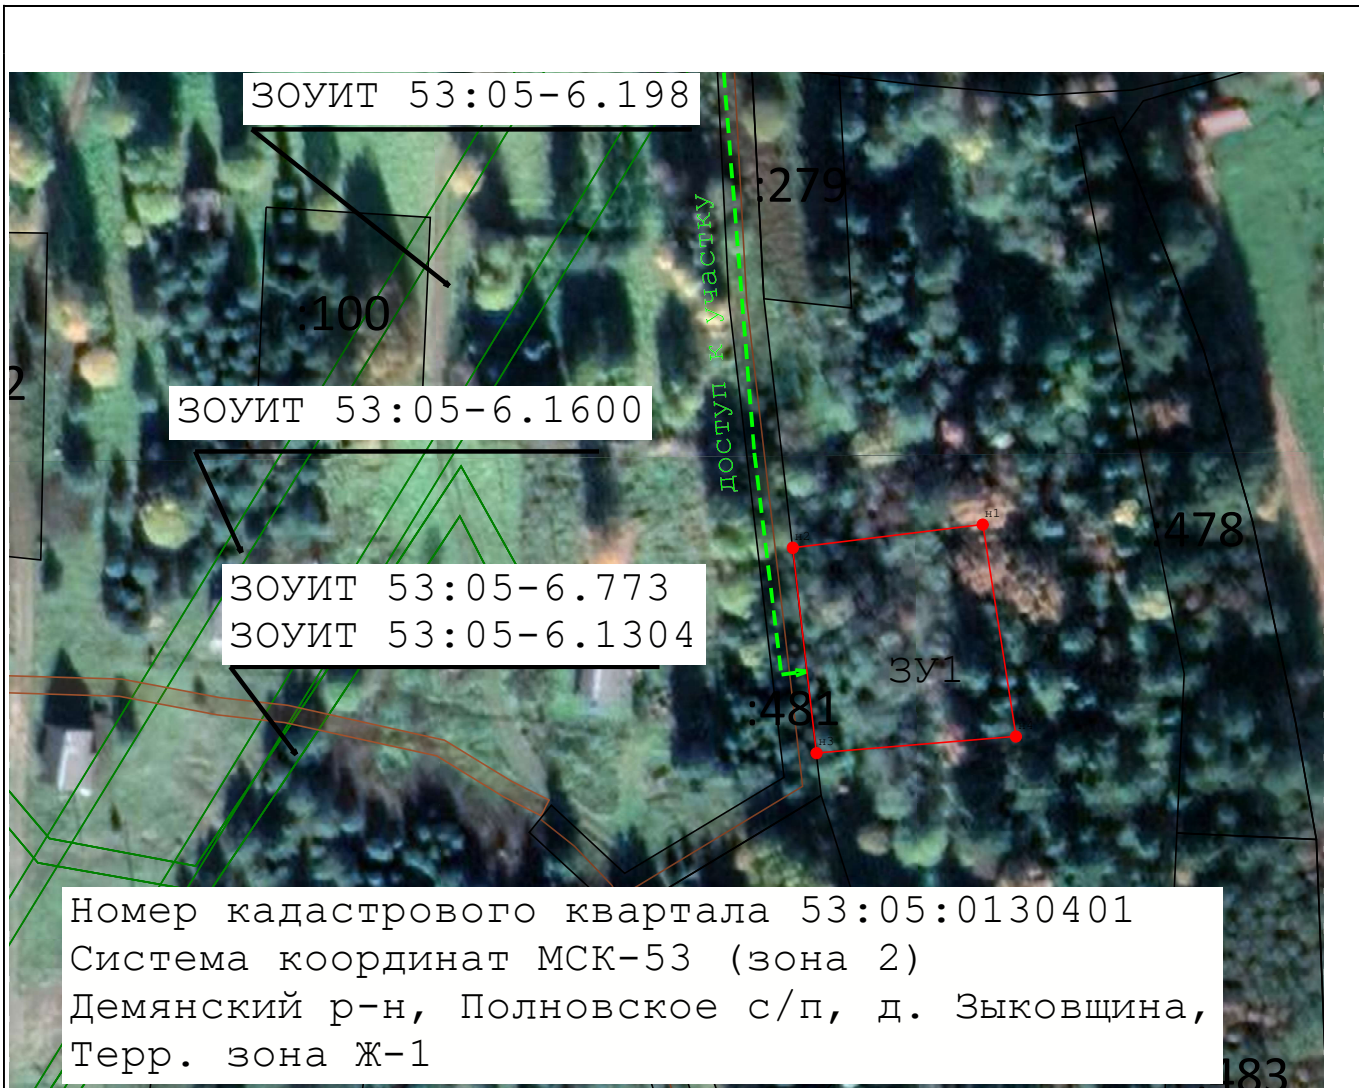 ЗОУИТ 53:05-6.198
:279
доступ к участку
:100
2
ЗОУИТ 53:05-6.1600
н1
н2
:478
ЗОУИТ 53:05-6.773
ЗОУИТ 53:05-6.1304
ЗУ1
:481
н3
Номер кадастрового квартала 53:05:0130401
Система координат МСК-53 (зона 2)
Демянский р-н, Полновское с/п, д. Зыковщина,
Терр. зона Ж-1
483